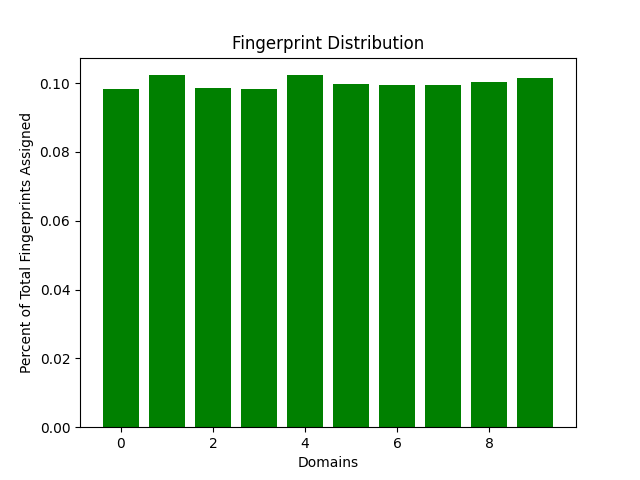 Fingerprint Distribution
Percent of Total Fingerprints Assigned
0.10
0.08
0.06
0.04
0.02
0.00
0 2 4 6 8
Domains